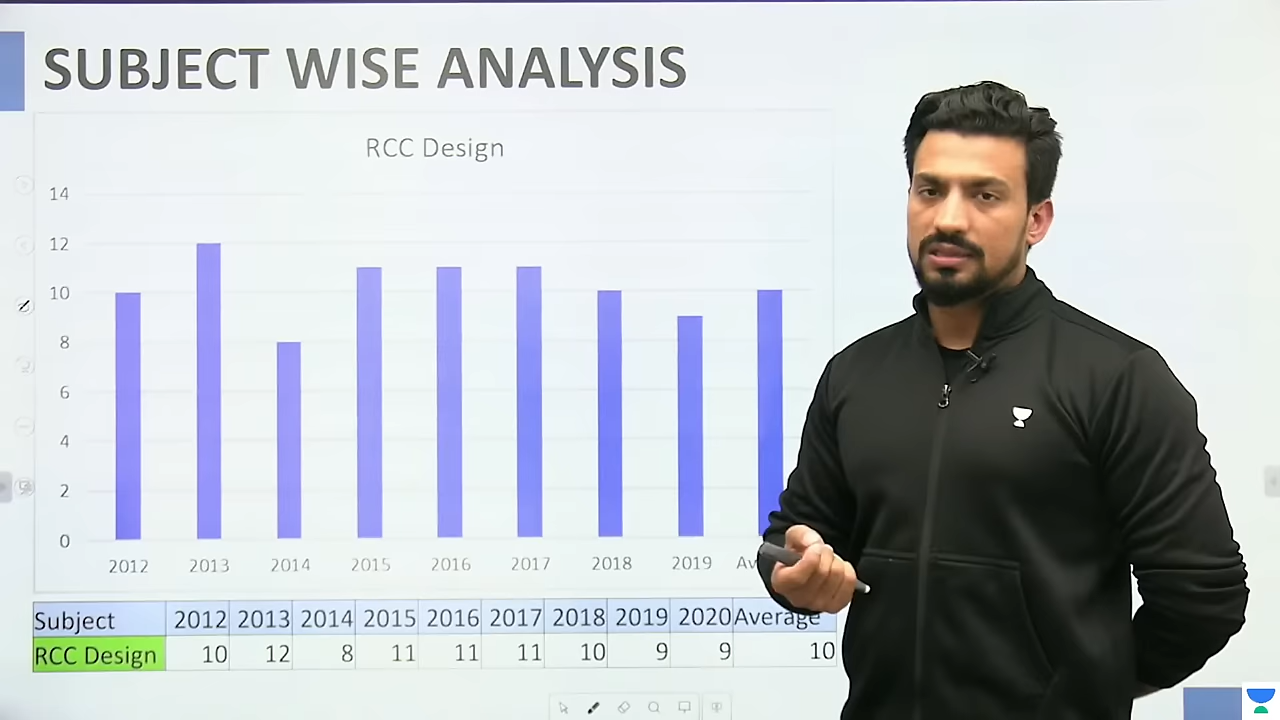 SUBJECT WISE ANALYSIS
RCC Design
14
12
10
8
6
4
2
0
2012 2013 2014 2015 2016 2017 2018 2019 Av
Subject 2012 2013 2014 2015 2016 2017 2018 2019 2020 Average
RCC Design 10 12 8 11 11 11 10 9 9 10